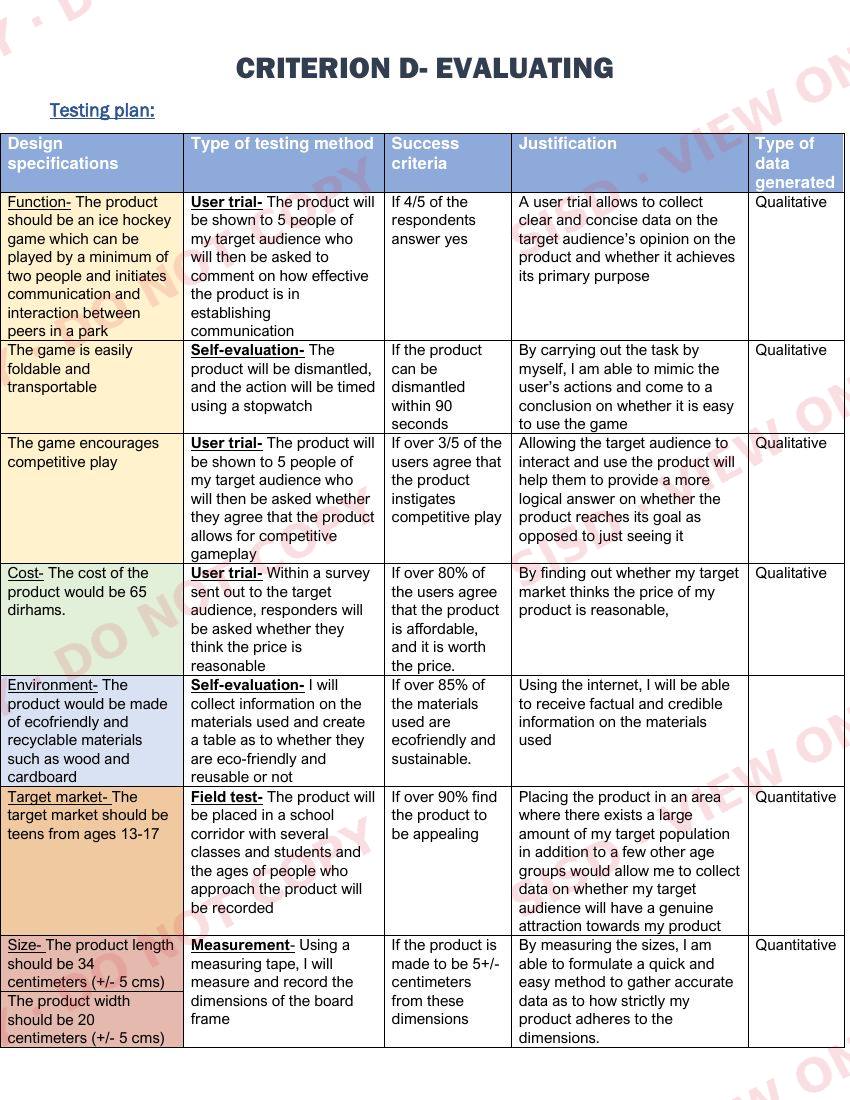 CRITERION D- EVALUATING
Testing plan:
Design
specifications
Type of testing method
Success
criteria
Justification
Type of
data
generated
Function- The product
should be an ice hockey
game which can be
played by a minimum of
two people and initiates
communication and
interaction between
peers in a park
User trial- The product will
be shown to 5 people of
my target audience who
will then be asked to
comment on how effective
the product is in
establishing
communication
If 4/5 of the
respondents
answer yes
A user trial allows to collect
clear and concise data on the
target audience’s opinion on the
product and whether it achieves
its primary purpose
Qualitative
The game is easily
foldable and
transportable
Self-evaluation- The
product will be dismantled,
and the action will be timed
using a stopwatch
If the product
can be
dismantled
within 90
seconds
By carrying out the task by
myself, I am able to mimic the
user’s actions and come to a
conclusion on whether it is easy
to use the game
Qualitative
The game encourages
competitive play
User trial- The product will
be shown to 5 people of
my target audience who
will then be asked whether
they agree that the product
allows for competitive
gameplay
If over 3/5 of the
users agree that
the product
instigates
competitive play
Allowing the target audience to
interact and use the product will
help them to provide a more
logical answer on whether the
product reaches its goal as
opposed to just seeing it
Qualitative
Cost- The cost of the
product would be 65
dirhams.
User trial- Within a survey
sent out to the target
audience, responders will
be asked whether they
think the price is
reasonable
If over 80% of
the users agree
that the product
is affordable,
and it is worth
the price.
By finding out whether my target
market thinks the price of my
product is reasonable,
Qualitative
Environment- The
product would be made
of ecofriendly and
recyclable materials
such as wood and
cardboard
Self-evaluation- I will
collect information on the
materials used and create
a table as to whether they
are eco-friendly and
reusable or not
If over 85% of
the materials
used are
ecofriendly and
sustainable.
Using the internet, I will be able
to receive factual and credible
information on the materials
used
Target market- The
target market should be
teens from ages 13-17
Field test- The product will
be placed in a school
corridor with several
classes and students and
the ages of people who
approach the product will
be recorded
If over 90% find
the product to
be appealing
Placing the product in an area
where there exists a large
amount of my target population
in addition to a few other age
groups would allow me to collect
data on whether my target
audience will have a genuine
attraction towards my product
Quantitative
Size- The product length
should be 34
centimeters (+/- 5 cms)
The product width
should be 20
centimeters (+/- 5 cms)
Measurement- Using a
measuring tape, I will
measure and record the
dimensions of the board
frame
If the product is
made to be 5+/-
centimeters
from these
dimensions
By measuring the sizes, I am
able to formulate a quick and
easy method to gather accurate
data as to how strictly my
product adheres to the
dimensions.
Quantitative
SISD · VIEW ON
Y · DO NOT COPY
SISD · VIEW ON
Y · DO NOT COPY
SISD · VIEW ON
Y · DO NOT COPY
VIEW ON